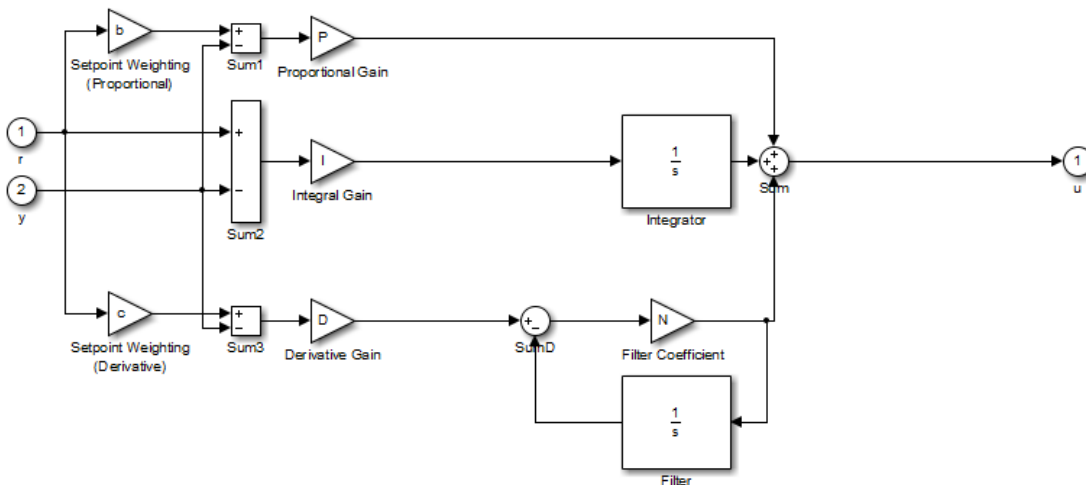 b
+
−
Sum1
P
Setpoint Weighting
(Proportional)
Proportional Gain
1
r
2
y
+
−
Sum2
I
Integral Gain
1
s
Integrator
+
+
+
Sum
1
u
c
Setpoint Weighting
(Derivative)
+
−
Sum3
D
Derivative Gain
+
−
SumD
N
Filter Coefficient
1
s
Filter